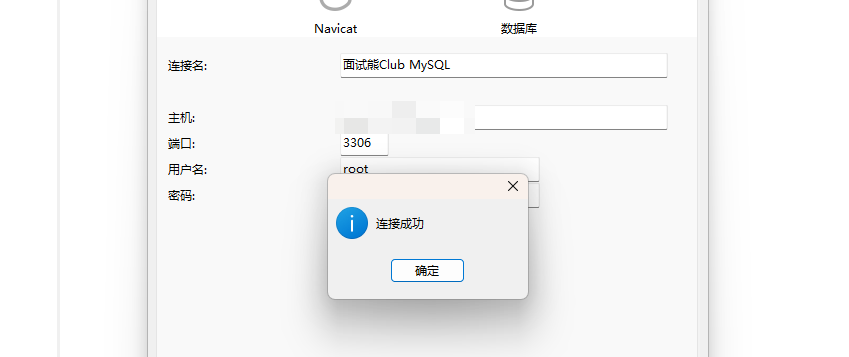 Navicat 数据库
连接名: 面试熊Club MySQL
主机:
端口: 3306
用户名: root
密码:
连接成功
确定